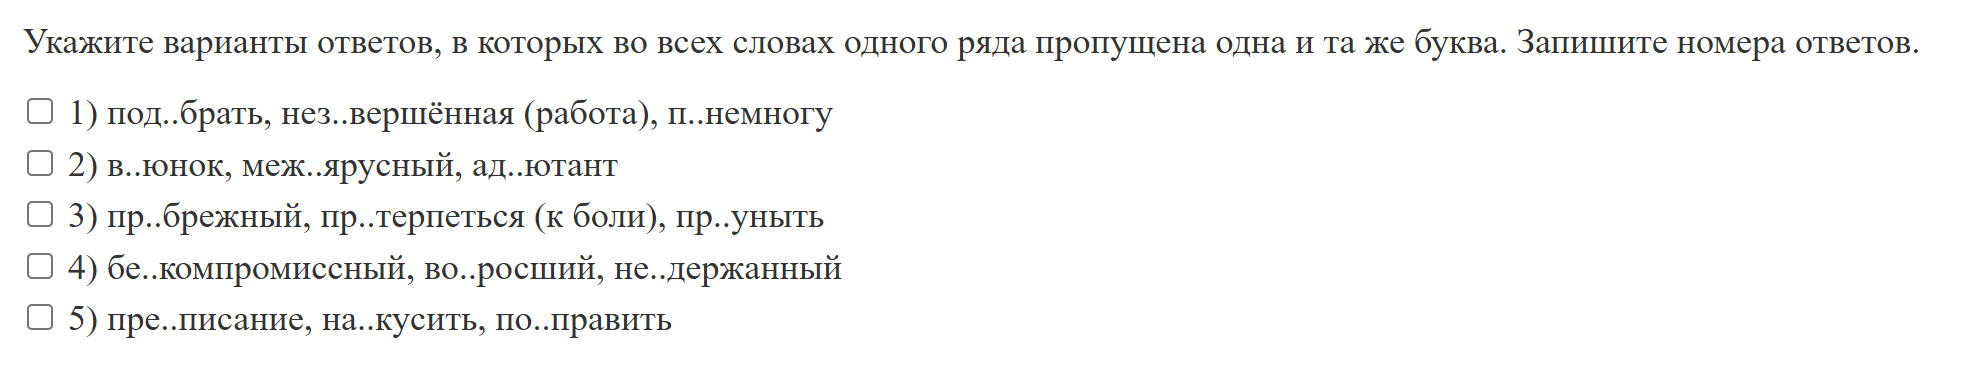 Укажите варианты ответов, в которых во всех словах одного ряда пропущена одна и та же буква. Запишите номера ответов.
1) под..брать, нез..вершённая (работа), п..немногу
2) в..юнок, меж..ярусный, ад..ютант
3) пр..брежный, пр..терпеться (к боли), пр..уныть
4) бе..компромиссный, во..росший, не..держанный
5) пре..писание, на..кусить, по..править